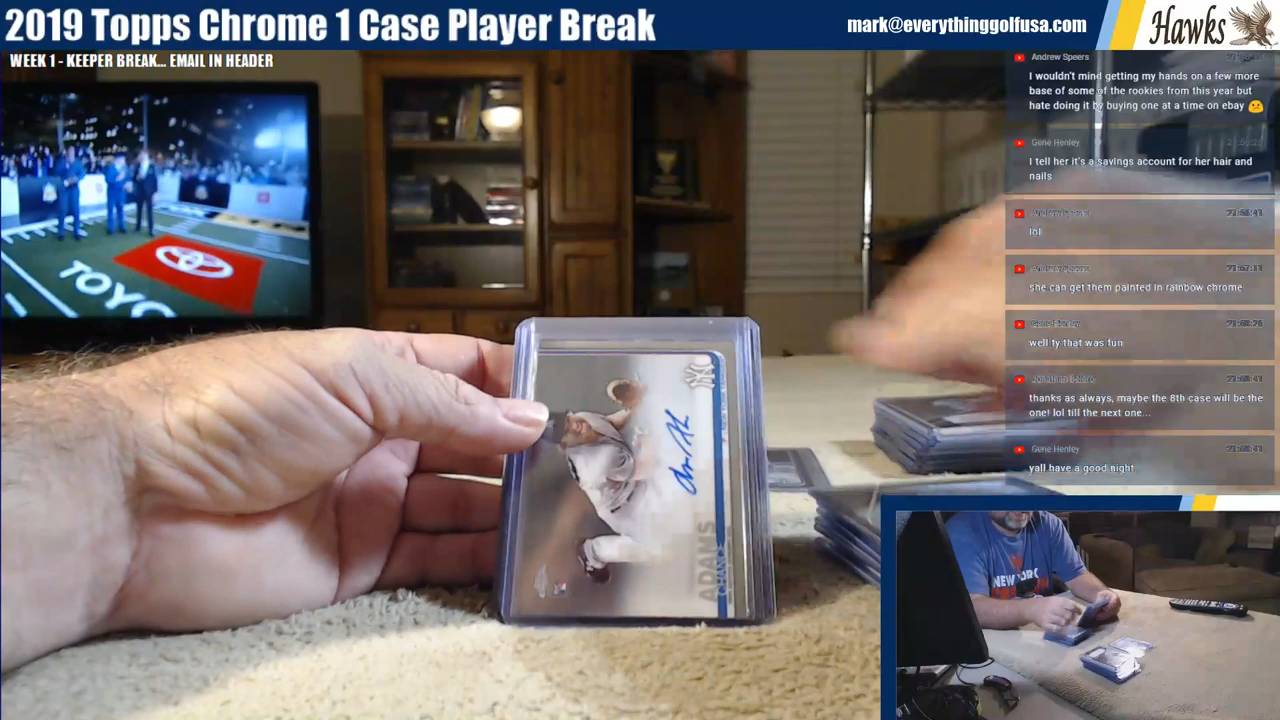 2019 Topps Chrome 1 Case Player Break
mark@everythinggolfusa.com
Hawks
WEEK 1 - KEEPER BREAK... EMAIL IN HEADER
Andrew Speers
I wouldn't mind getting my hands on a few more
base of some of the rookies from this year but
hate doing it by buying one at a time on ebay
Gene Henley
I tell her it's a savings account for her hair and
nails
lol
she can get them painted in rainbow chrome
Gene Henley
well ty that was fun
thanks as always, maybe the 8th case will be the
one! lol till the next one...
Gene Henley
yall have a good night
TOYO
NY
ADAMS
CHANCE
NEW YORK